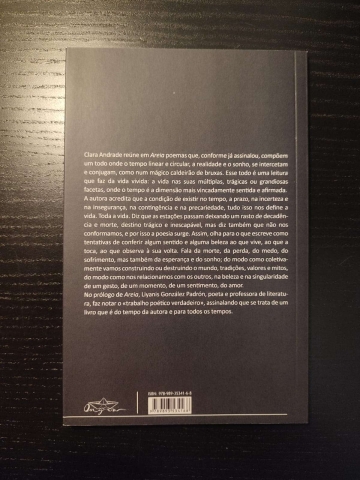 Clara Andrade reúne em Areia poemas que, conforme já assinalou, compõem
um todo onde o tempo linear e circular, a realidade e o sonho, se intercetam
e conjugam, como num mágico caldeirão de bruxas. Esse todo é uma leitura
que faz da vida vivida: a vida nas suas múltiplas, trágicas ou grandiosas
facetas, onde o tempo é a dimensão mais vincadamente sentida e afirmada.
A autora acredita que a condição de existir no tempo, a prazo, na incerteza e
na insegurança, na contingência e na precariedade, tudo isso nos define a
vida. Toda a vida. Diz que as estações passam deixando um rasto de decadên-
cia e morte, destino trágico e inescapável, mas diz também que não nos
conformamos, e por isso a poesia surge. Assim, olha para o que escreve como
tentativas de conferir algum sentido e alguma beleza ao que vive, ao que a
toca, ao que observa à sua volta. Fala da morte, da perda, do medo, do
sofrimento, mas também da esperança e do sonho; do modo como coletiva-
mente vamos construindo ou destruindo o mundo, tradições, valores e mitos,
do modo como nos relacionamos com os outros, na beleza e na singularidade
de um gesto, de um momento, de um sentimento, do amor.
No prólogo de Areia, Liyanis González Padrón, poeta e professora de literatu-
ra, faz notar o «trabalho poético verdadeiro», assinalando que se trata de um
livro que «é do tempo da autora e para todos os tempos».
ISBN: 978-989-35341-6-8